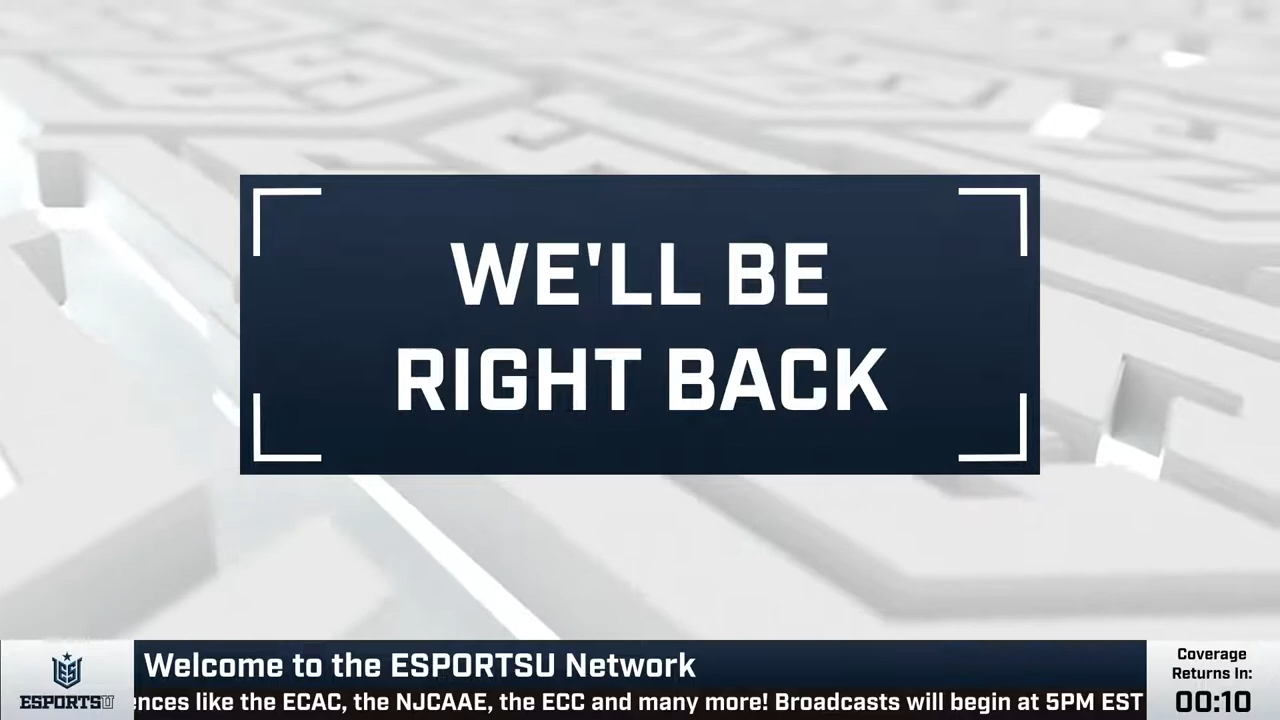 WE'LL BE
RIGHT BACK
Welcome to the ESPORTSU Network
ences like the ECAC, the NJCAAE, the ECC and many more! Broadcasts will begin at 5PM EST
ESPORTSU
Coverage
Returns In:
00:10